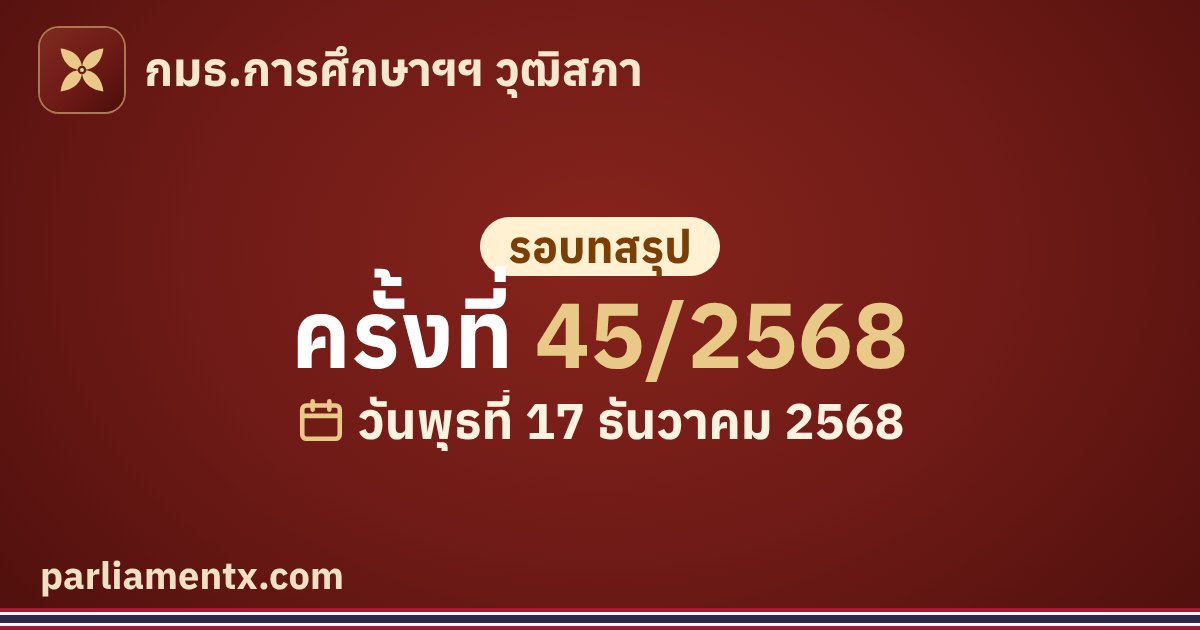 กมธ.การศึกษาฯฯ วุฒิสภา
รอบทสรุป
ครั้งที่ 45/2568
วันพุธที่ 17 ธันวาคม 2568
parliamentx.com